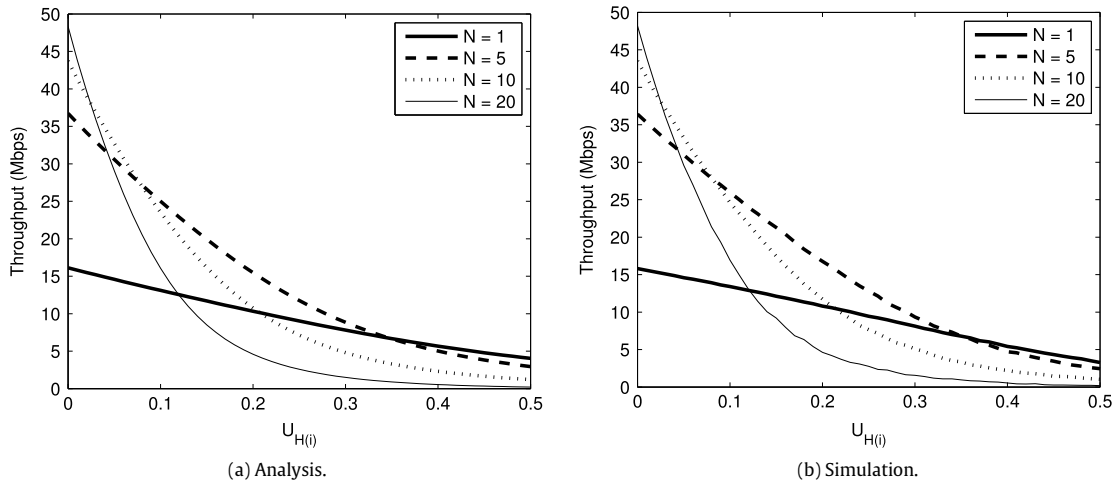 50
45
40
35
30
25
20
15
10
5
0
Throughput (Mbps)
0 0.1 0.2 0.3 0.4 0.5
U_H(i)
N = 1
N = 5
N = 10
N = 20
(a) Analysis.
50
45
40
35
30
25
20
15
10
5
0
Throughput (Mbps)
0 0.1 0.2 0.3 0.4 0.5
U_H(i)
N = 1
N = 5
N = 10
N = 20
(b) Simulation.